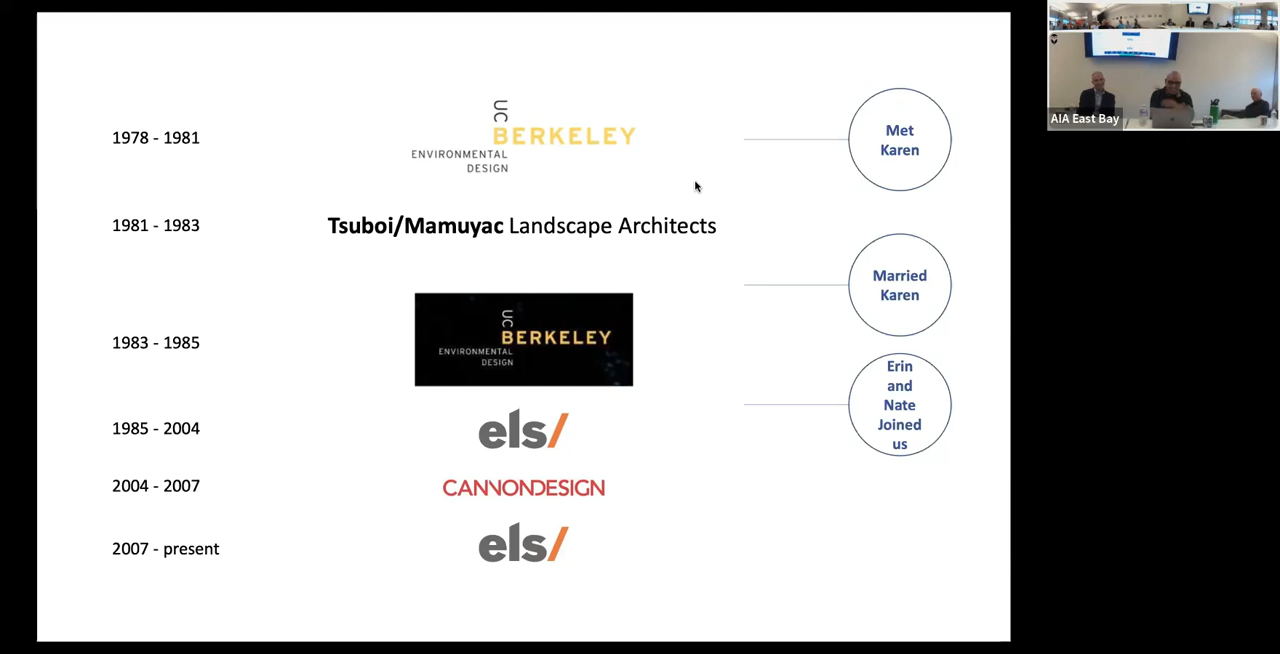 1978 - 1981
UC
BERKELEY
ENVIRONMENTAL
DESIGN
Met
Karen
1981 - 1983
Tsuboi/Mamuyac Landscape Architects
Married
Karen
1983 - 1985
UC
BERKELEY
ENVIRONMENTAL
DESIGN
Erin
and
Nate
Joined
us
1985 - 2004
els/
2004 - 2007
CANNONDESIGN
2007 - present
els/
AIA East Bay